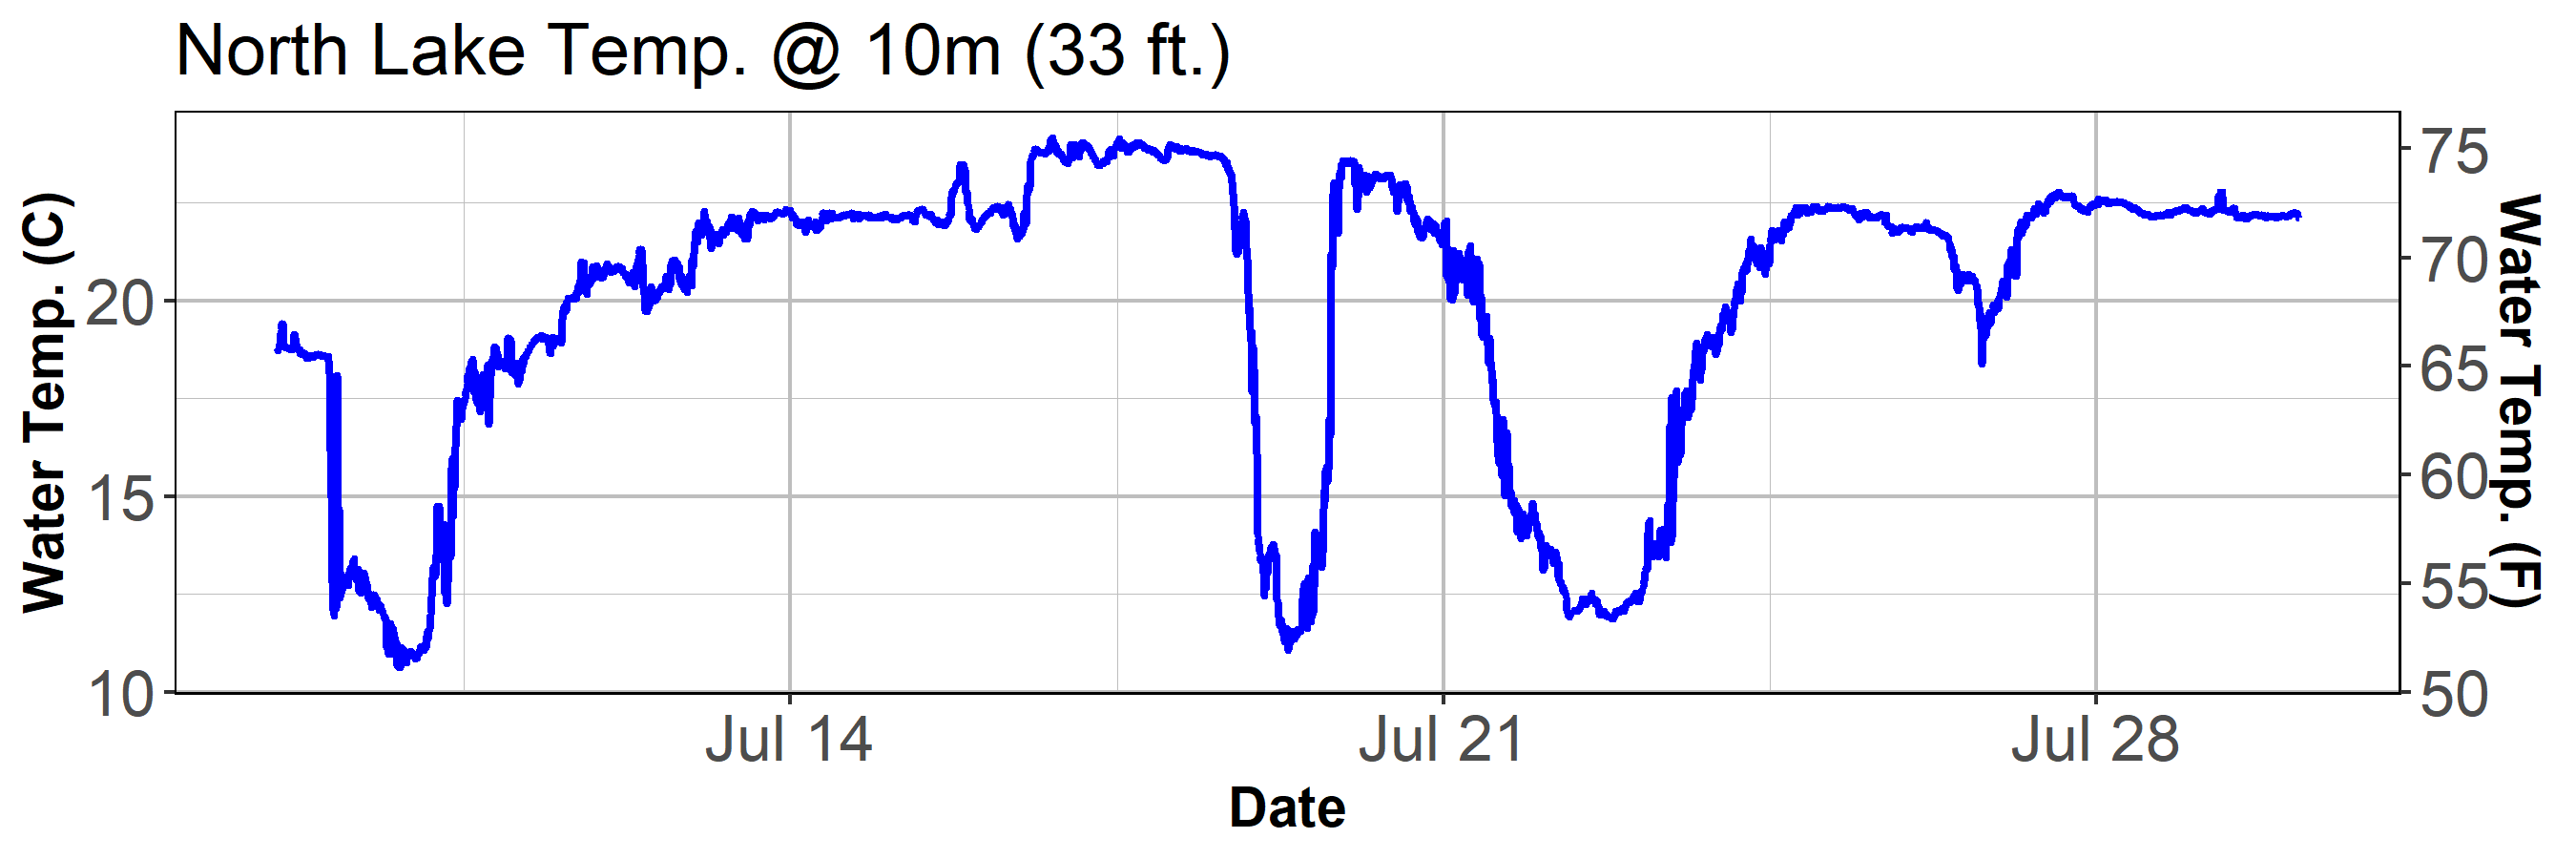 North Lake Temp. @ 10m (33 ft.)
Water Temp. (C)
20
15
10
75
70
65
60
55
50
Water Temp. (F)
Jul 14
Jul 21
Jul 28
Date